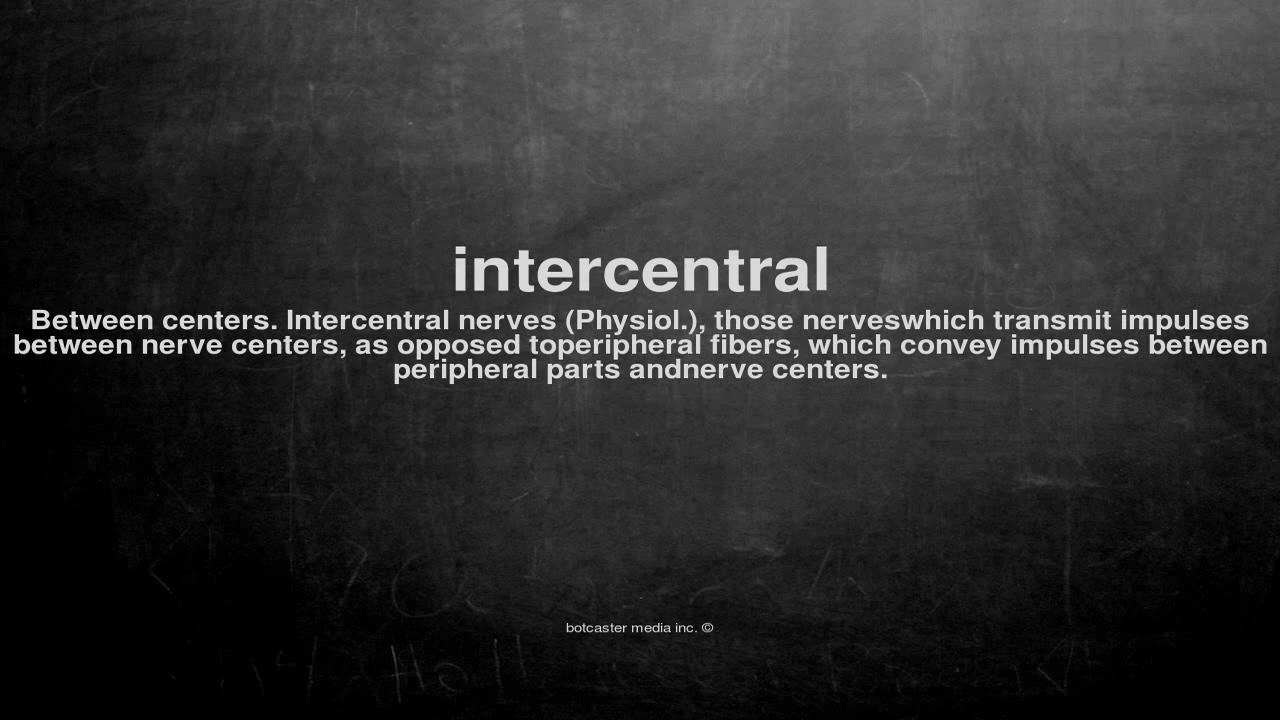 intercentral
Between centers. Intercentral nerves (Physiol.), those nerveswhich transmit impulses
between nerve centers, as opposed toperipheral fibers, which convey impulses between
peripheral parts andnerve centers.
botcaster media inc. ©